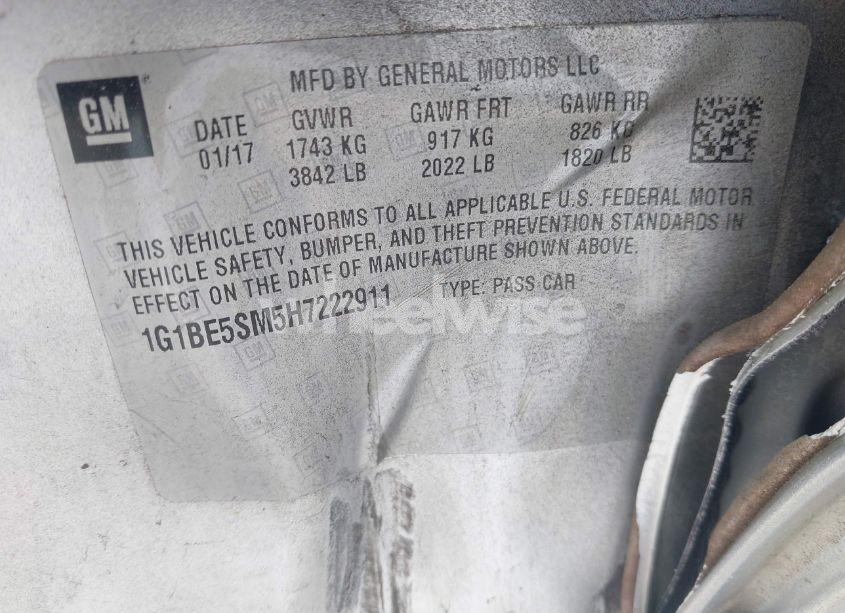 GM
MFD BY GENERAL MOTORS LLC
DATE GVWR GAWR FRT GAWR RR
01/17 1743 KG 917 KG 826 KG
3842 LB 2022 LB 1820 LB
THIS VEHICLE CONFORMS TO ALL APPLICABLE U.S. FEDERAL MOTOR
VEHICLE SAFETY, BUMPER, AND THEFT PREVENTION STANDARDS IN
EFFECT ON THE DATE OF MANUFACTURE SHOWN ABOVE.
1G1BE5SM5H7222911 TYPE: PASS CAR
wheelwise